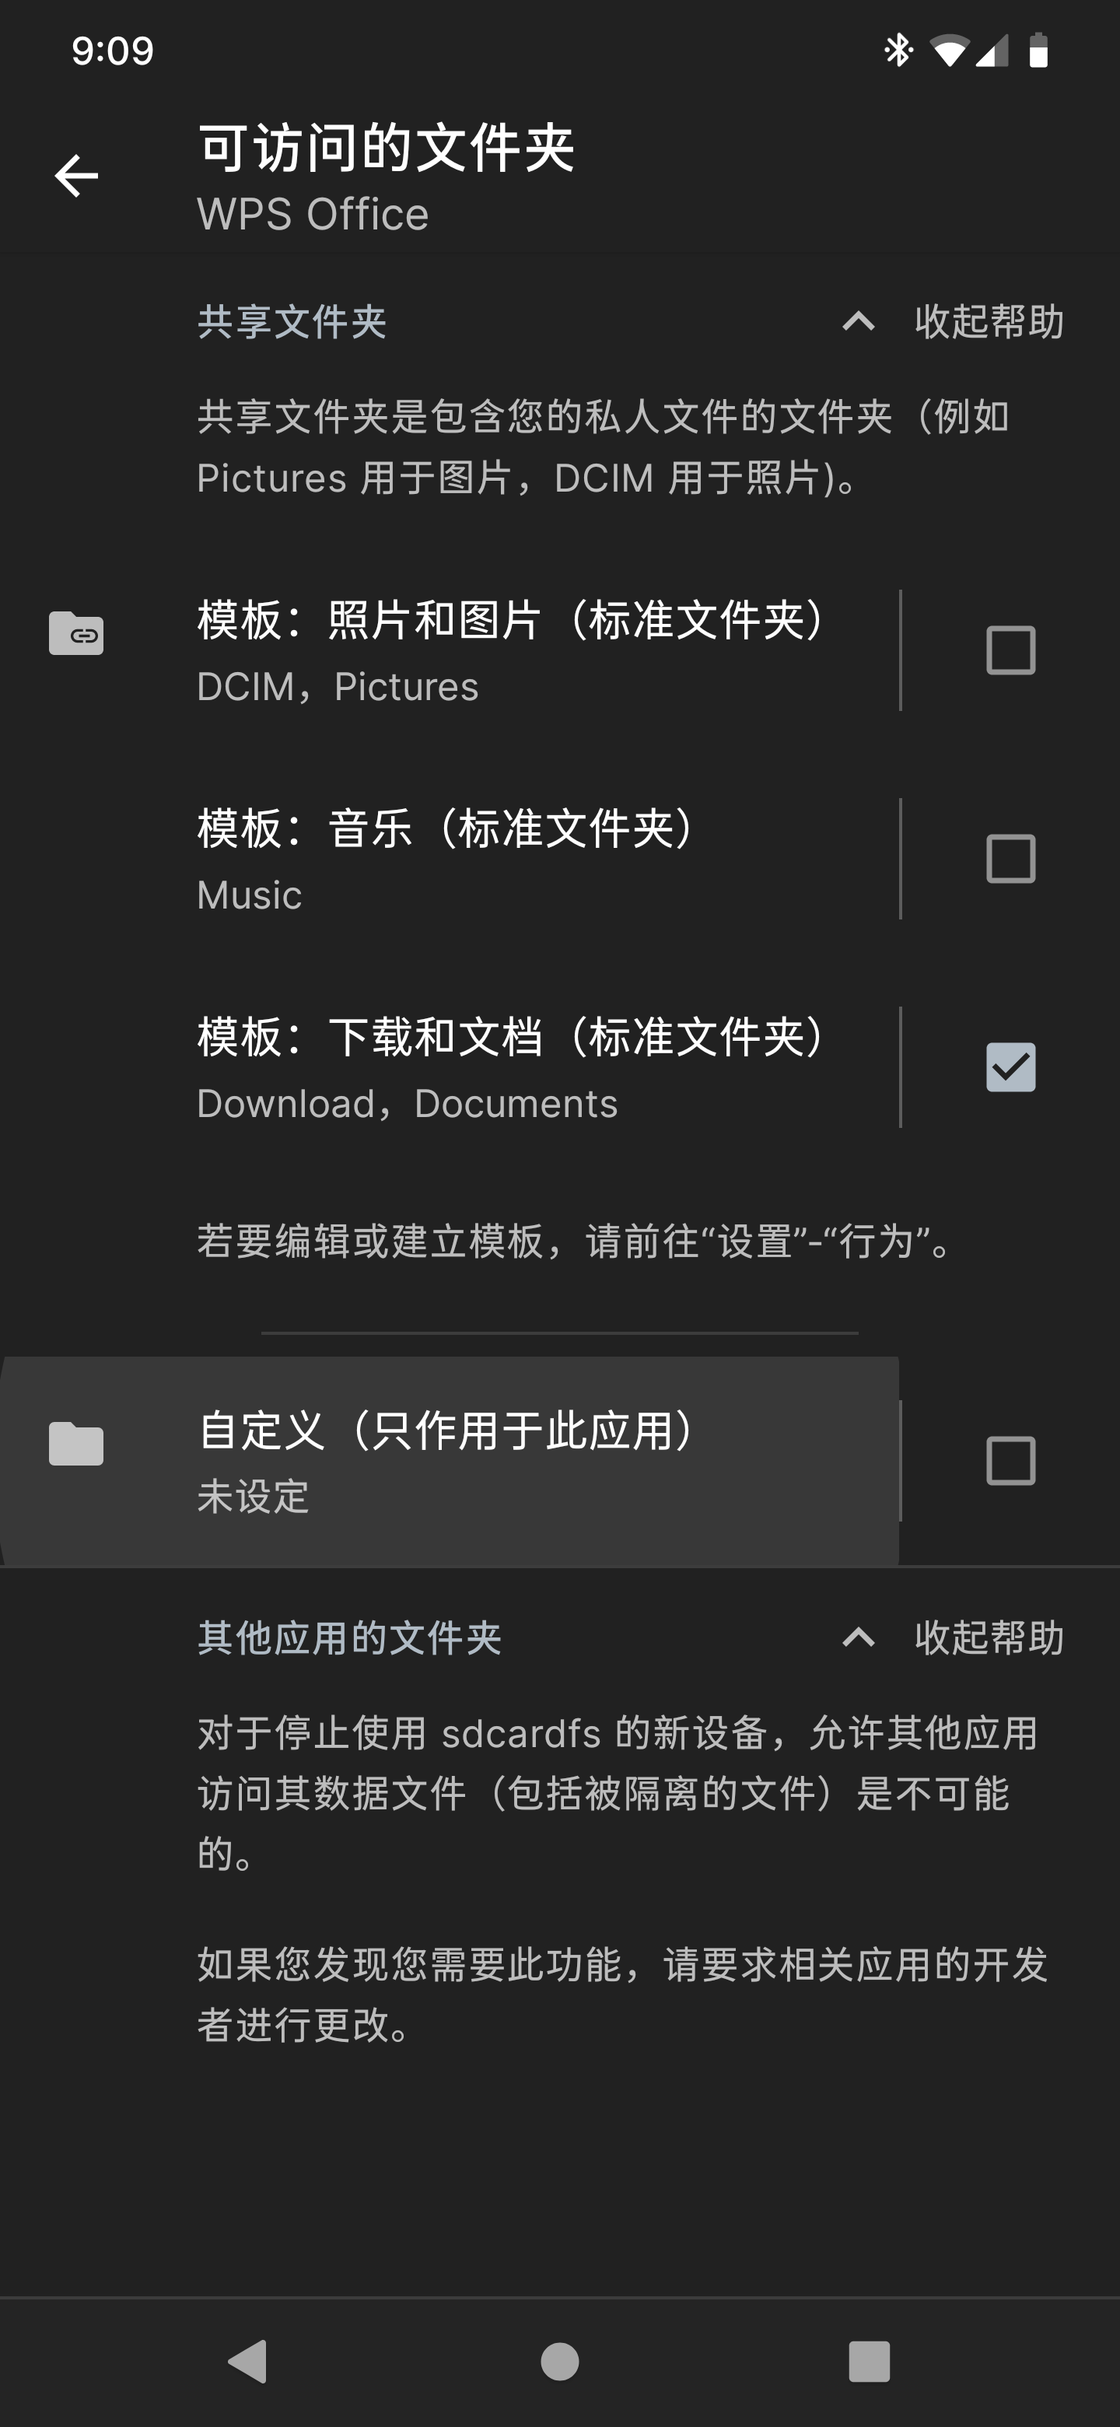 9:09
可访问的文件夹
WPS Office
共享文件夹
收起帮助
共享文件夹是包含您的私人文件的文件夹（例如
Pictures 用于图片，DCIM 用于照片)。
模板：照片和图片（标准文件夹）
DCIM，Pictures
模板：音乐（标准文件夹）
Music
模板：下载和文档（标准文件夹）
Download，Documents
若要编辑或建立模板，请前往“设置”-“行为”。
自定义（只作用于此应用）
未设定
其他应用的文件夹
收起帮助
对于停止使用 sdcardfs 的新设备，允许其他应用
访问其数据文件（包括被隔离的文件）是不可能
的。
如果您发现您需要此功能，请要求相关应用的开发
者进行更改。